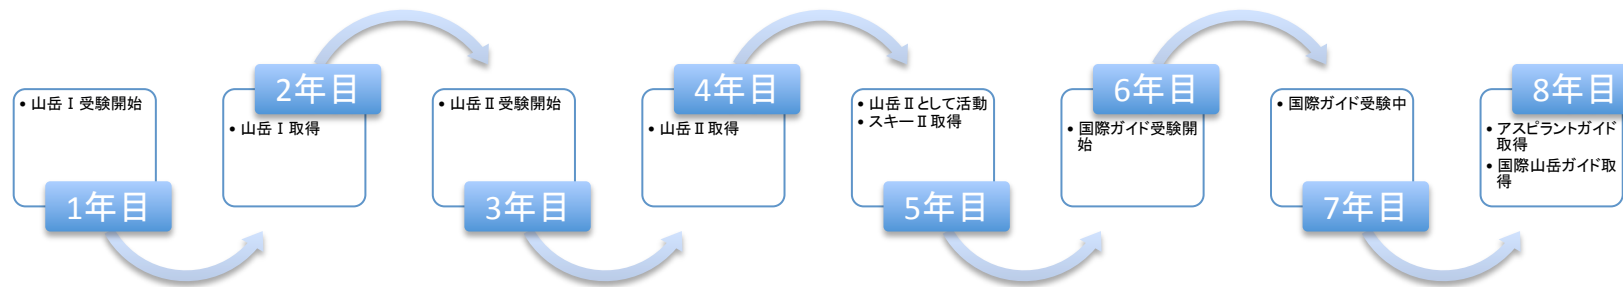 • 山岳Ⅰ受験開始
1年目
2年目
• 山岳Ⅰ取得
• 山岳Ⅱ受験開始
3年目
4年目
• 山岳Ⅱ取得
• 山岳Ⅱとして活動
• スキーⅡ取得
5年目
6年目
• 国際ガイド受験開
始
• 国際ガイド受験中
7年目
8年目
• アスピラントガイド
取得
• 国際山岳ガイド取
得